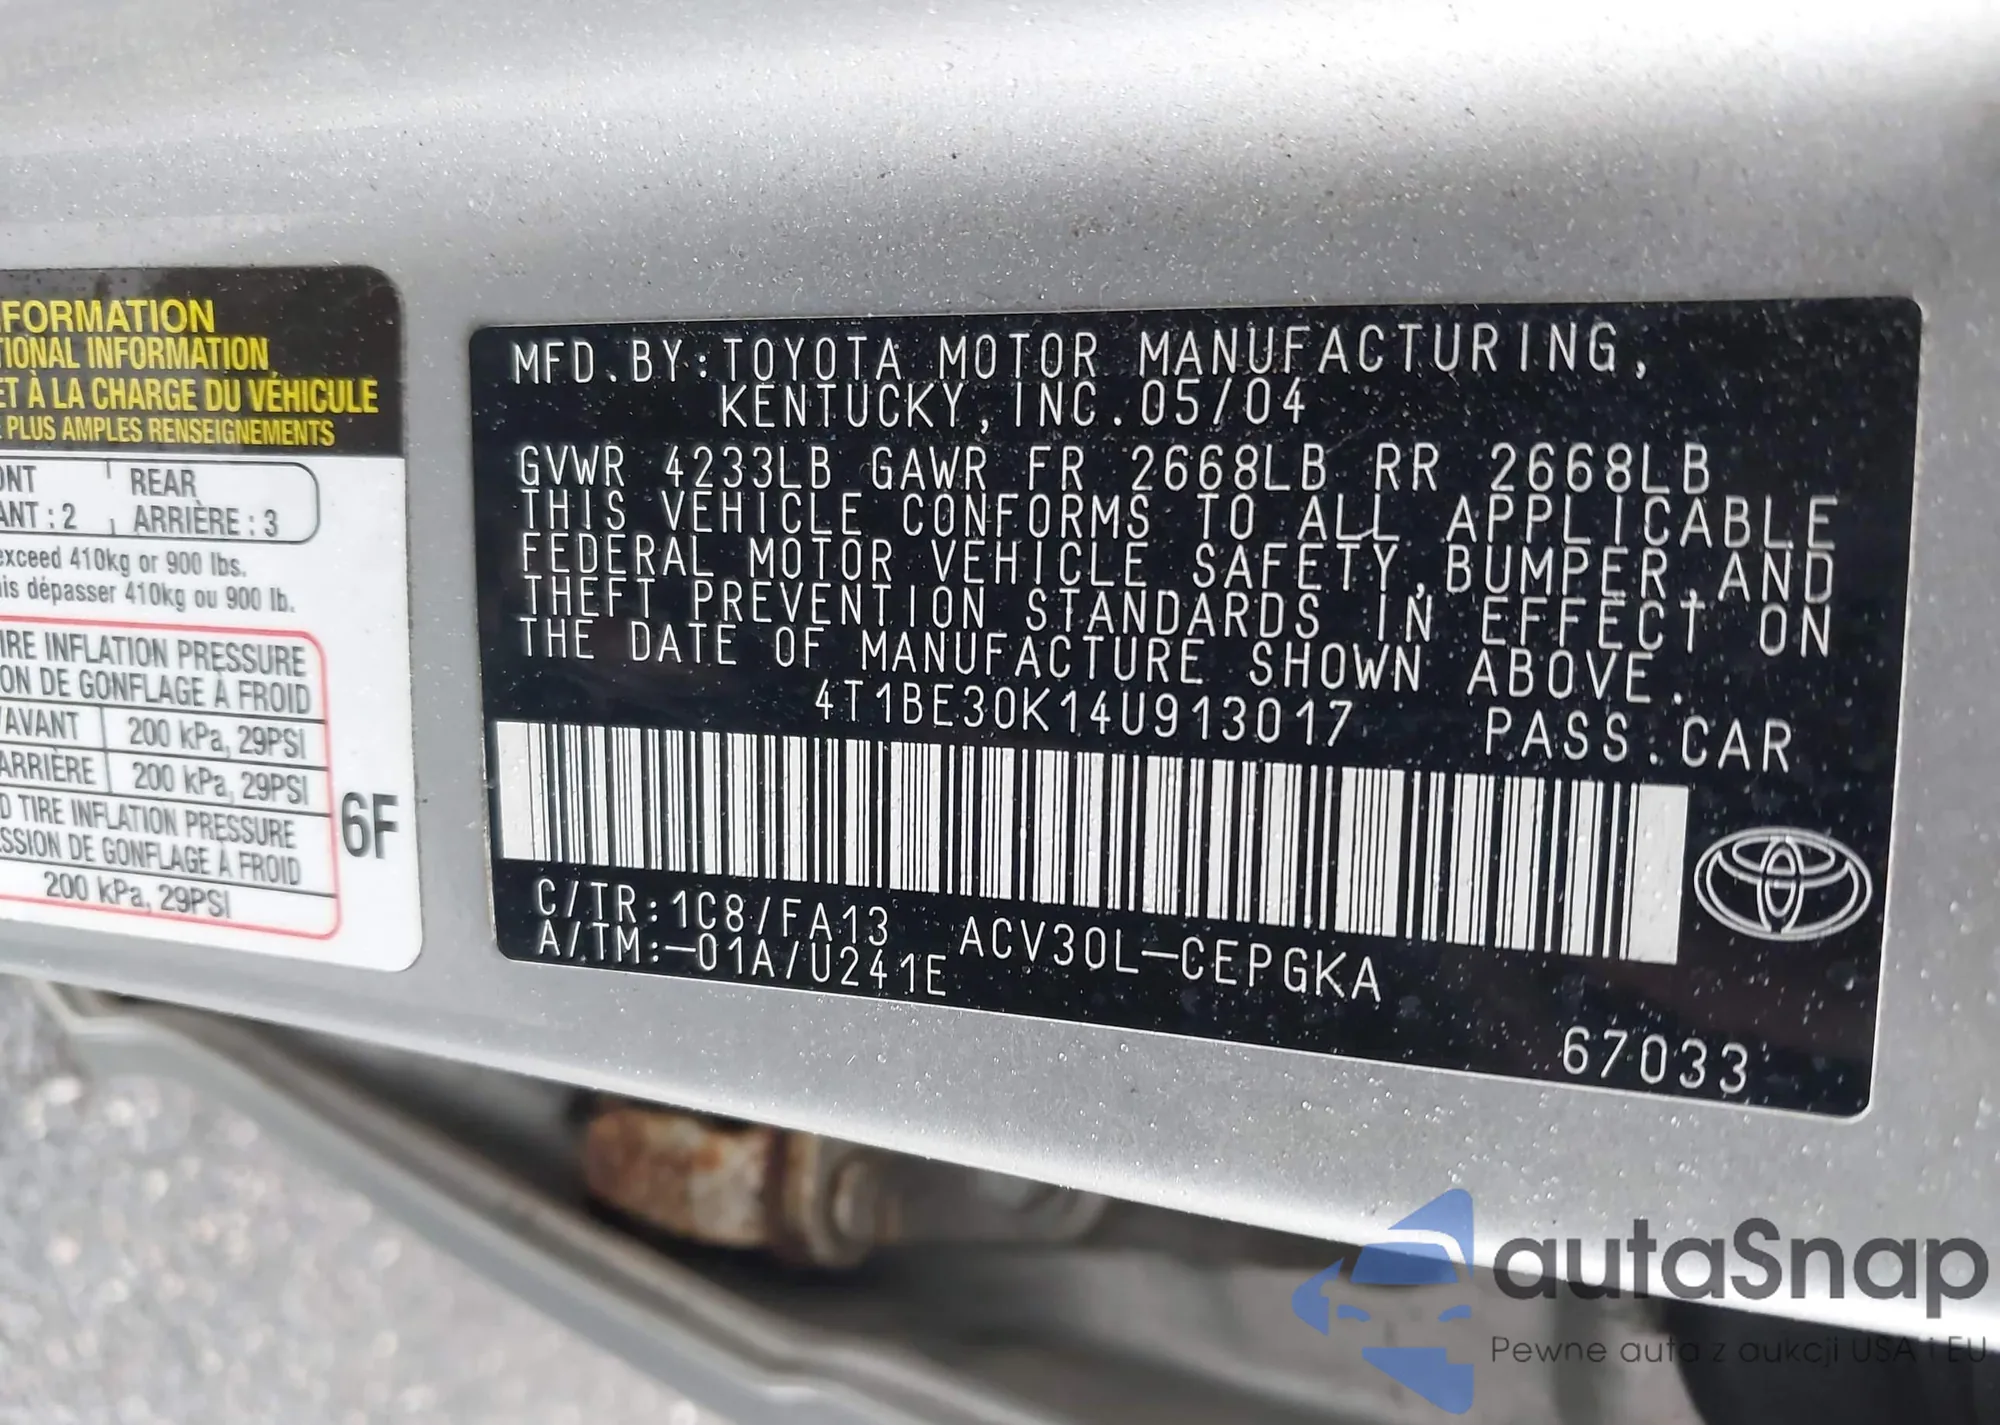 FORMATION
TIONAL INFORMATION
ET À LA CHARGE DU VÉHICULE
PLUS AMPLES RENSEIGNEMENTS
ONT REAR
ANT : 2 ARRIÈRE : 3
exceed 410kg or 900 lbs.
is dépasser 410kg ou 900 lb.
IRE INFLATION PRESSURE
ON DE GONFLAGE À FROID
AVANT 200 kPa, 29PSI
ARRIÈRE 200 kPa, 29PSI
D TIRE INFLATION PRESSURE
SSION DE GONFLAGE À FROID
200 kPa, 29PSI
6F
MFD.BY:TOYOTA MOTOR MANUFACTURING,
KENTUCKY, INC.05/04
GVWR 4233LB GAWR FR 2668LB RR 2668LB
THIS VEHICLE CONFORMS TO ALL APPLICABLE
FEDERAL MOTOR VEHICLE SAFETY,BUMPER,AND
THEFT PREVENTION STANDARDS IN EFFECT ON
THE DATE OF MANUFACTURE SHOWN ABOVE.
4T1BE30K14U913017 PASS.CAR
C/TR:1C8/FA13 ACV30L-CEPGKA
A/TM:-01A/U241E
67033
autaSnap
Pewne auta z aukcji USA i EU